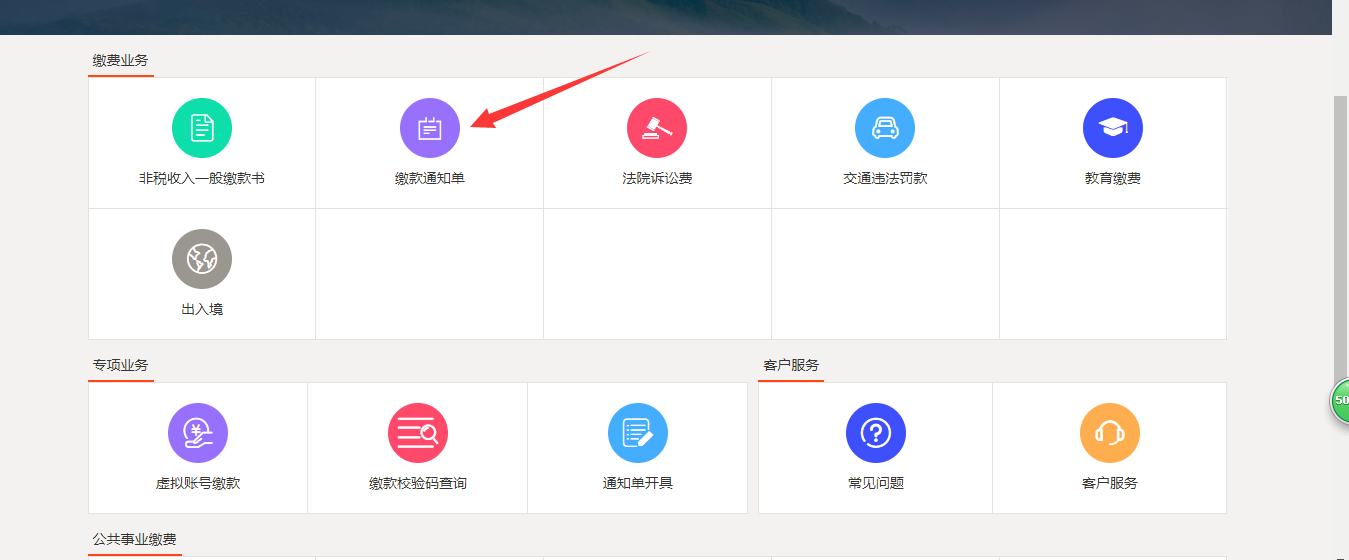 缴费业务
非税收入一般缴款书
缴款通知单
法院诉讼费
交通违法罚款
教育缴费
出入境
专项业务
客户服务
虚拟账号缴款
缴款校验码查询
通知单开具
常见问题
客户服务
公共事业缴费
50